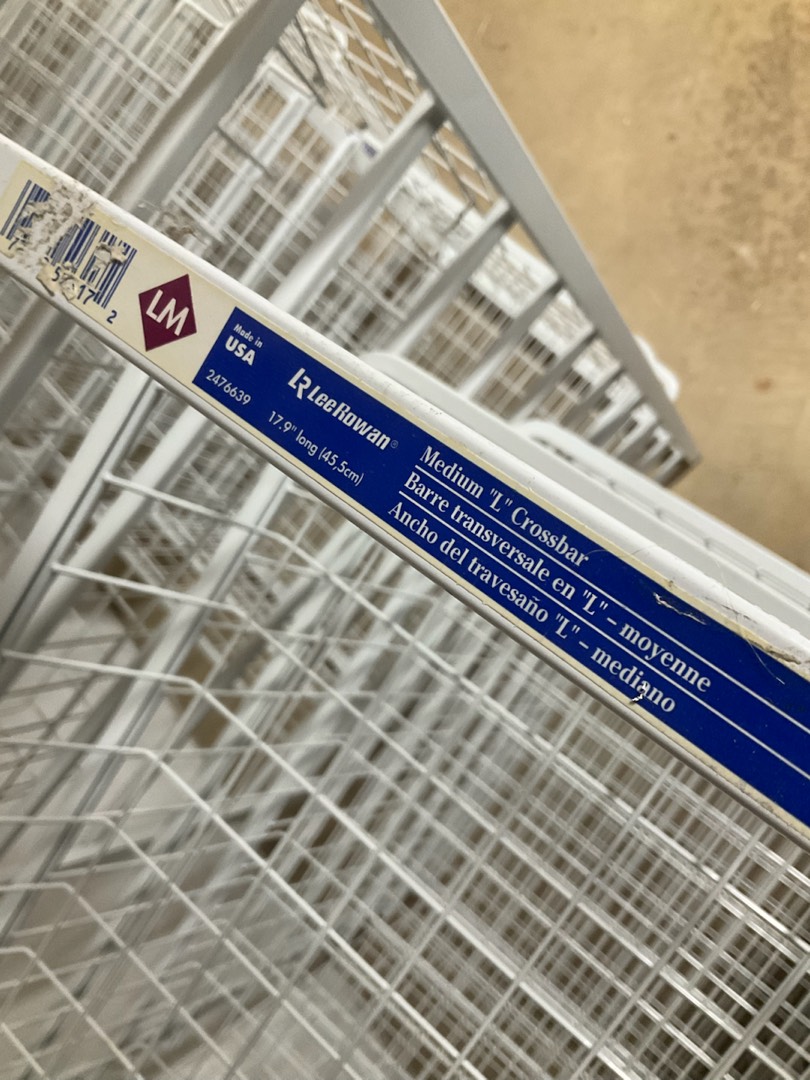 LM
Made in
USA
2476639
LR LeeRowan®
17.9" long (45,5cm)
Medium "L" Crossbar
Barre transversale en "L" – moyenne
Ancho del travesaño "L" – mediano